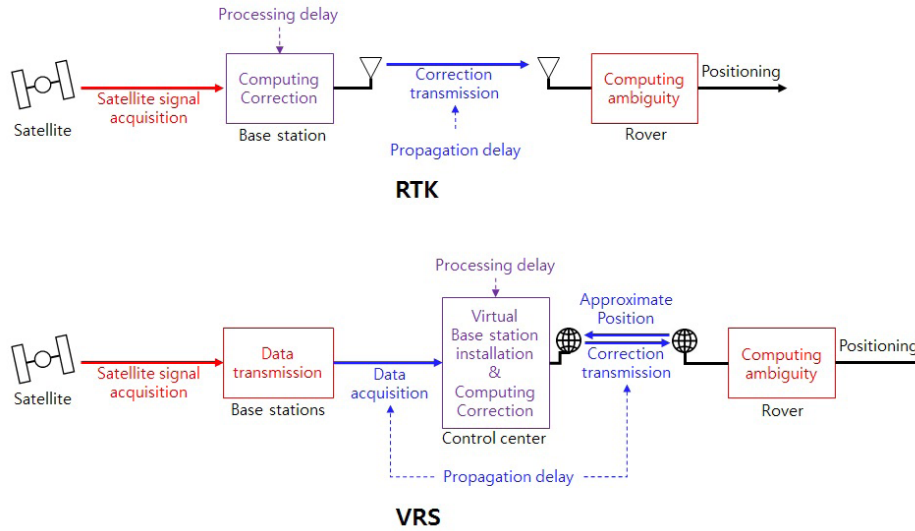 Processing delay
Computing
Correction
Correction
transmission
Computing
ambiguity
Positioning
Satellite signal
acquisition
Satellite
Base station
Rover
Propagation delay
RTK
Processing delay
Virtual
Base station
installation
&
Computing
Correction
Approximate
Position
Correction
transmission
Data
transmission
Computing
ambiguity
Positioning
Satellite signal
acquisition
Data
acquisition
Satellite
Base stations
Control center
Rover
Propagation delay
VRS